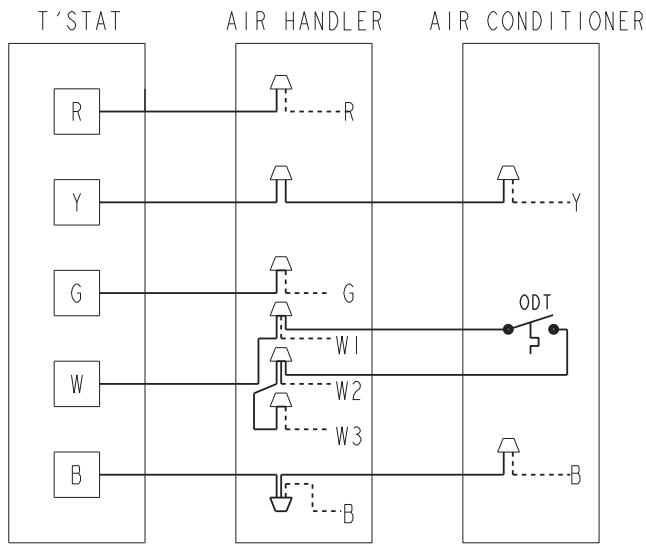 T'STAT AIR HANDLER AIR CONDITIONER
R R
Y Y
G G
ODT
W1
W W2
W3
B B
B